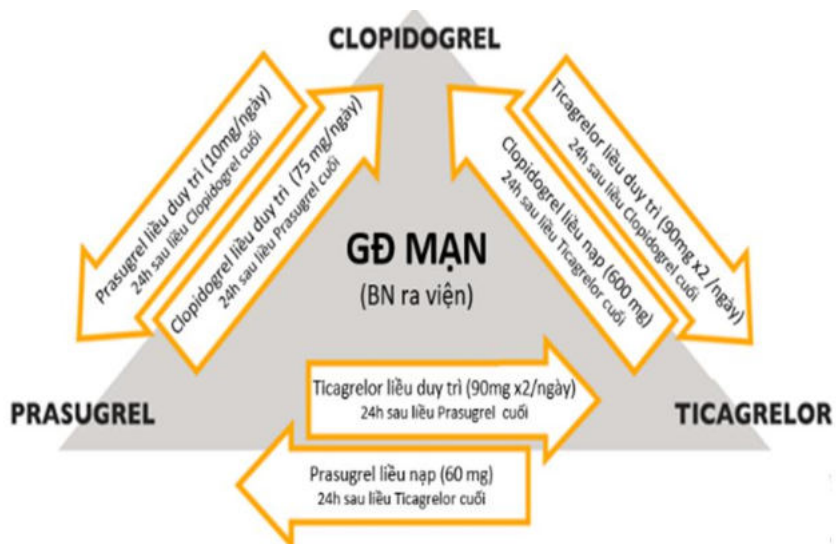 CLOPIDOGREL
Prasugrel liều duy trì (10mg/ngày)
24h sau liều Clopidogrel cuối
Clopidogrel liều duy trì (75 mg/ngày)
24h sau liều Prasugrel cuối
Ticagrelor liều duy trì (90mg x2 /ngày)
24h sau liều Clopidogrel cuối
Clopidogrel liều nạp (600 mg)
24h sau liều Ticagrelor cuối
GĐ MẠN
(BN ra viện)
PRASUGREL
TICAGRELOR
Ticagrelor liều duy trì (90mg x2/ngày)
24h sau liều Prasugrel cuối
Prasugrel liều nạp (60 mg)
24h sau liều Ticagrelor cuối